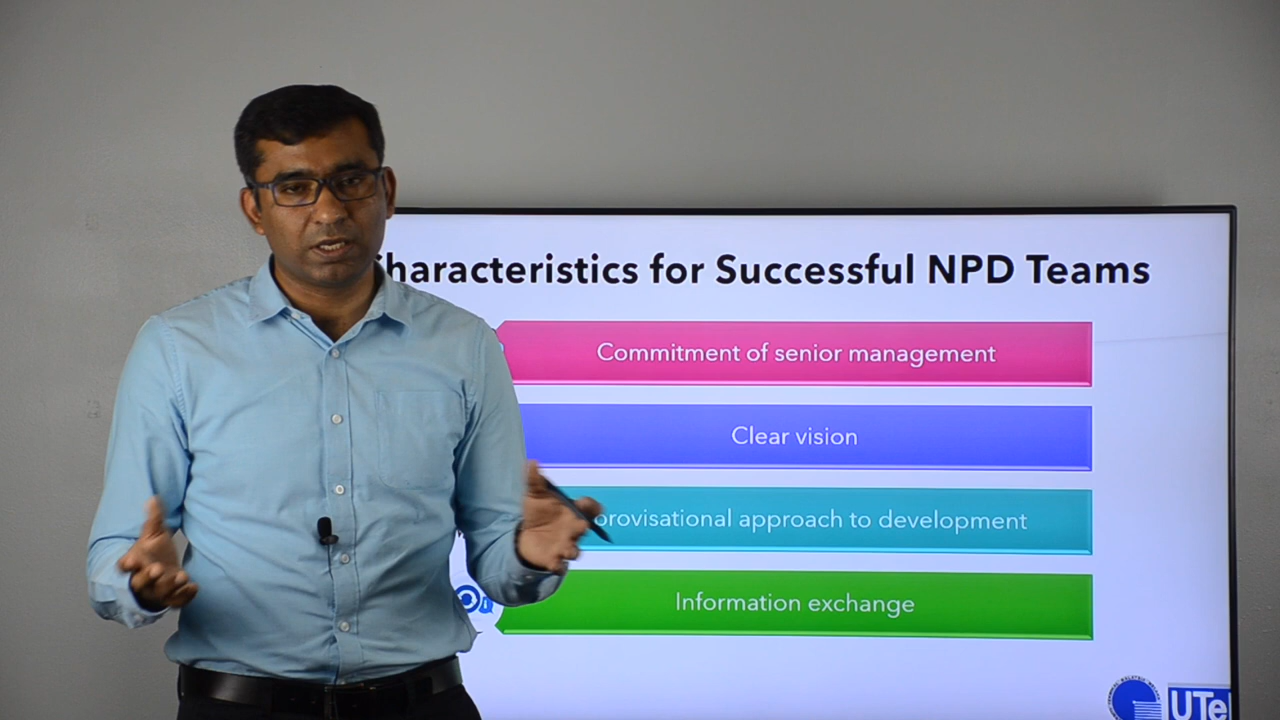 haracteristics for Successful NPD Teams
Commitment of senior management
Clear vision
provisational approach to development
Information exchange
UTe